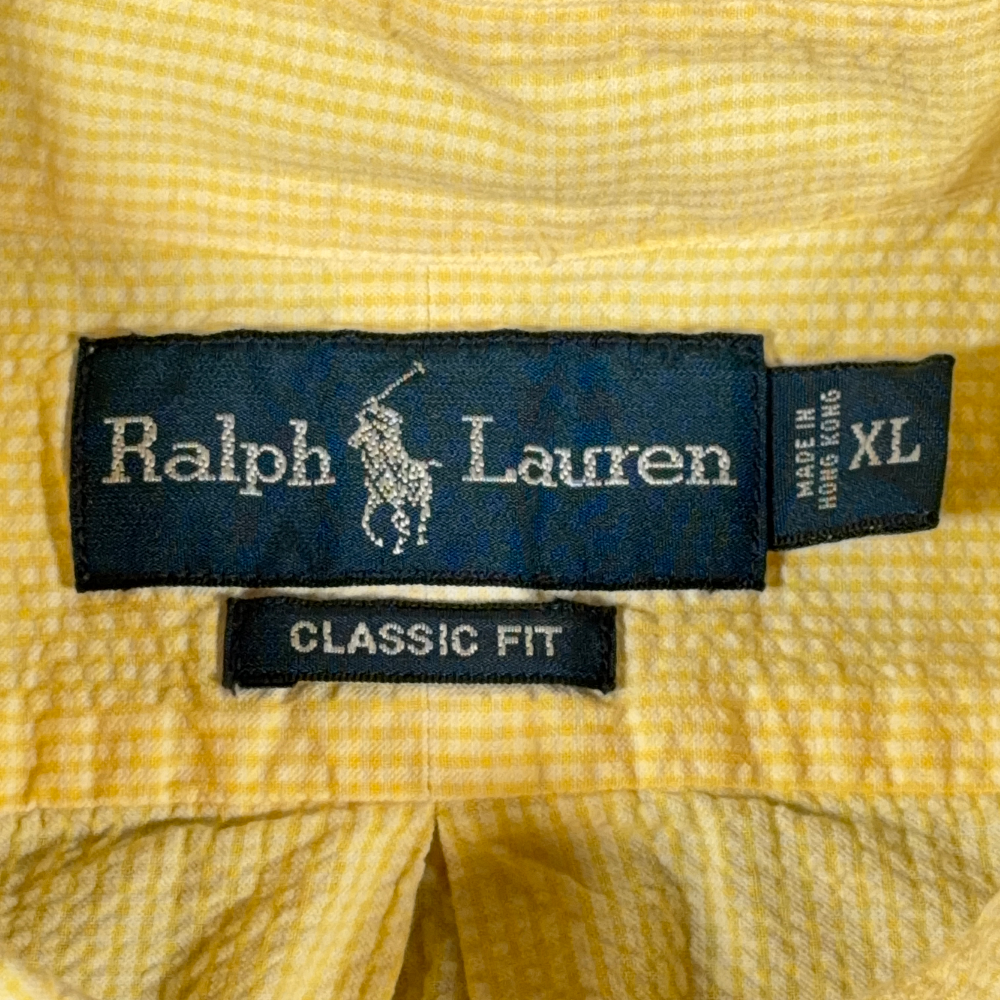 Ralph Lauren
MADE IN
HONG KONG
XL
CLASSIC FIT